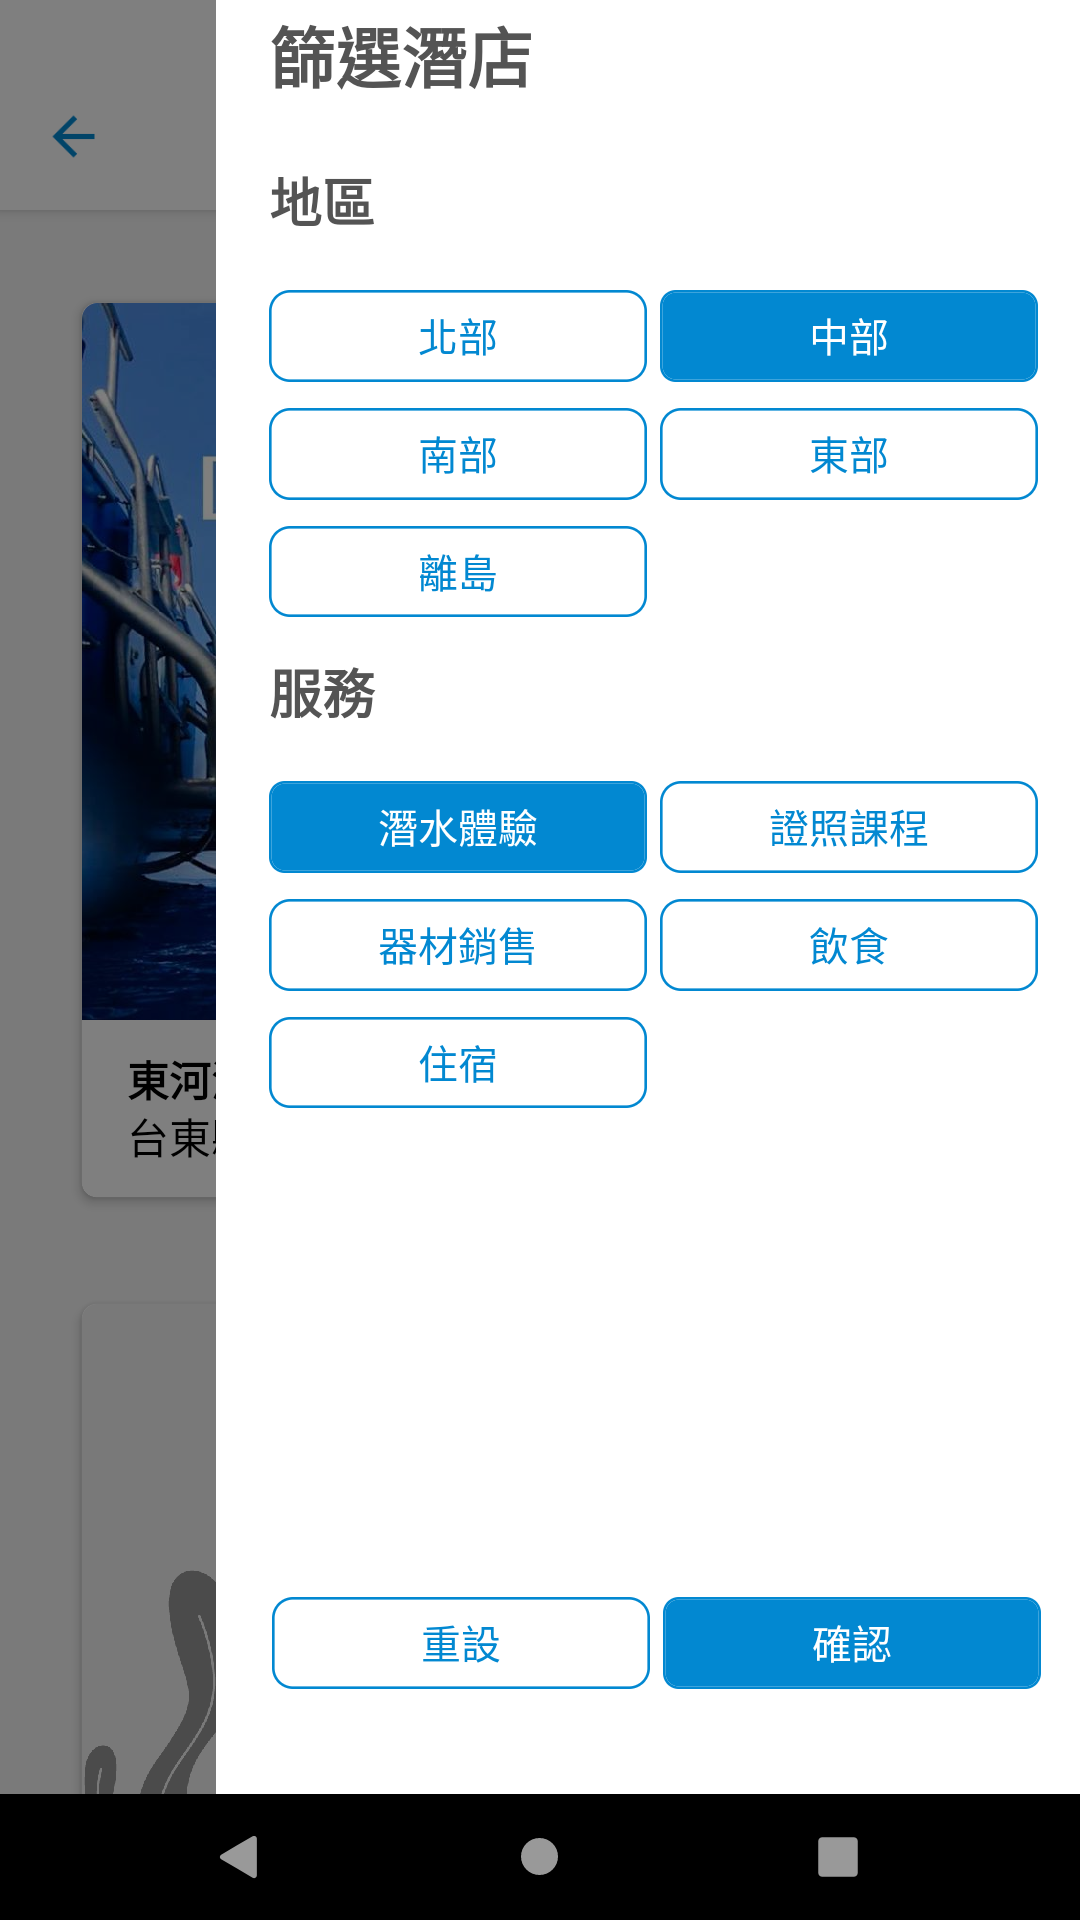 篩選潛店
地區
北部
中部
南部
東部
離島
服務
潛水體驗
證照課程
器材銷售
飲食
住宿
東河
台東
重設
確認